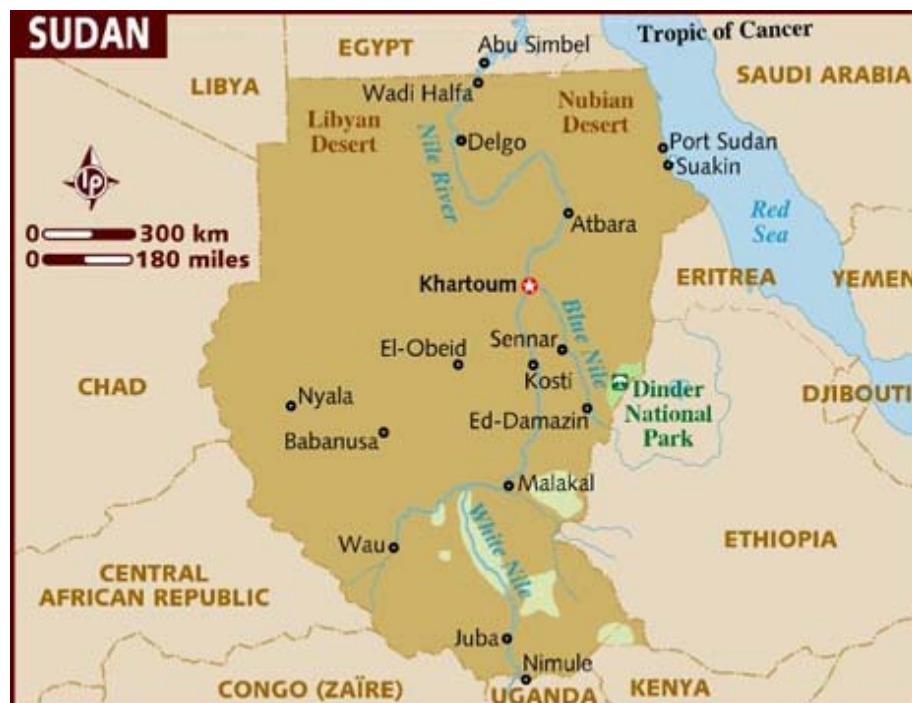 SUDAN
EGYPT
Abu Simbel
Tropic of Cancer
LIBYA
Wadi Halfa
SAUDI ARABIA
Libyan
Desert
Nubian
Desert
Nile River
Delgo
Port Sudan
Suakin
lp
Atbara
Red
Sea
0 300 km
0 180 miles
Khartoum
ERITREA
YEMEN
Blue Nile
Sennar
El-Obeid
Kosti
CHAD
Nyala
Dinder
National
Park
DJIBOUTI
Ed-Damazin
Babanusa
Malakal
White Nile
Wau
ETHIOPIA
CENTRAL
AFRICAN REPUBLIC
Juba
Nimule
CONGO (ZAÏRE)
UGANDA
KENYA